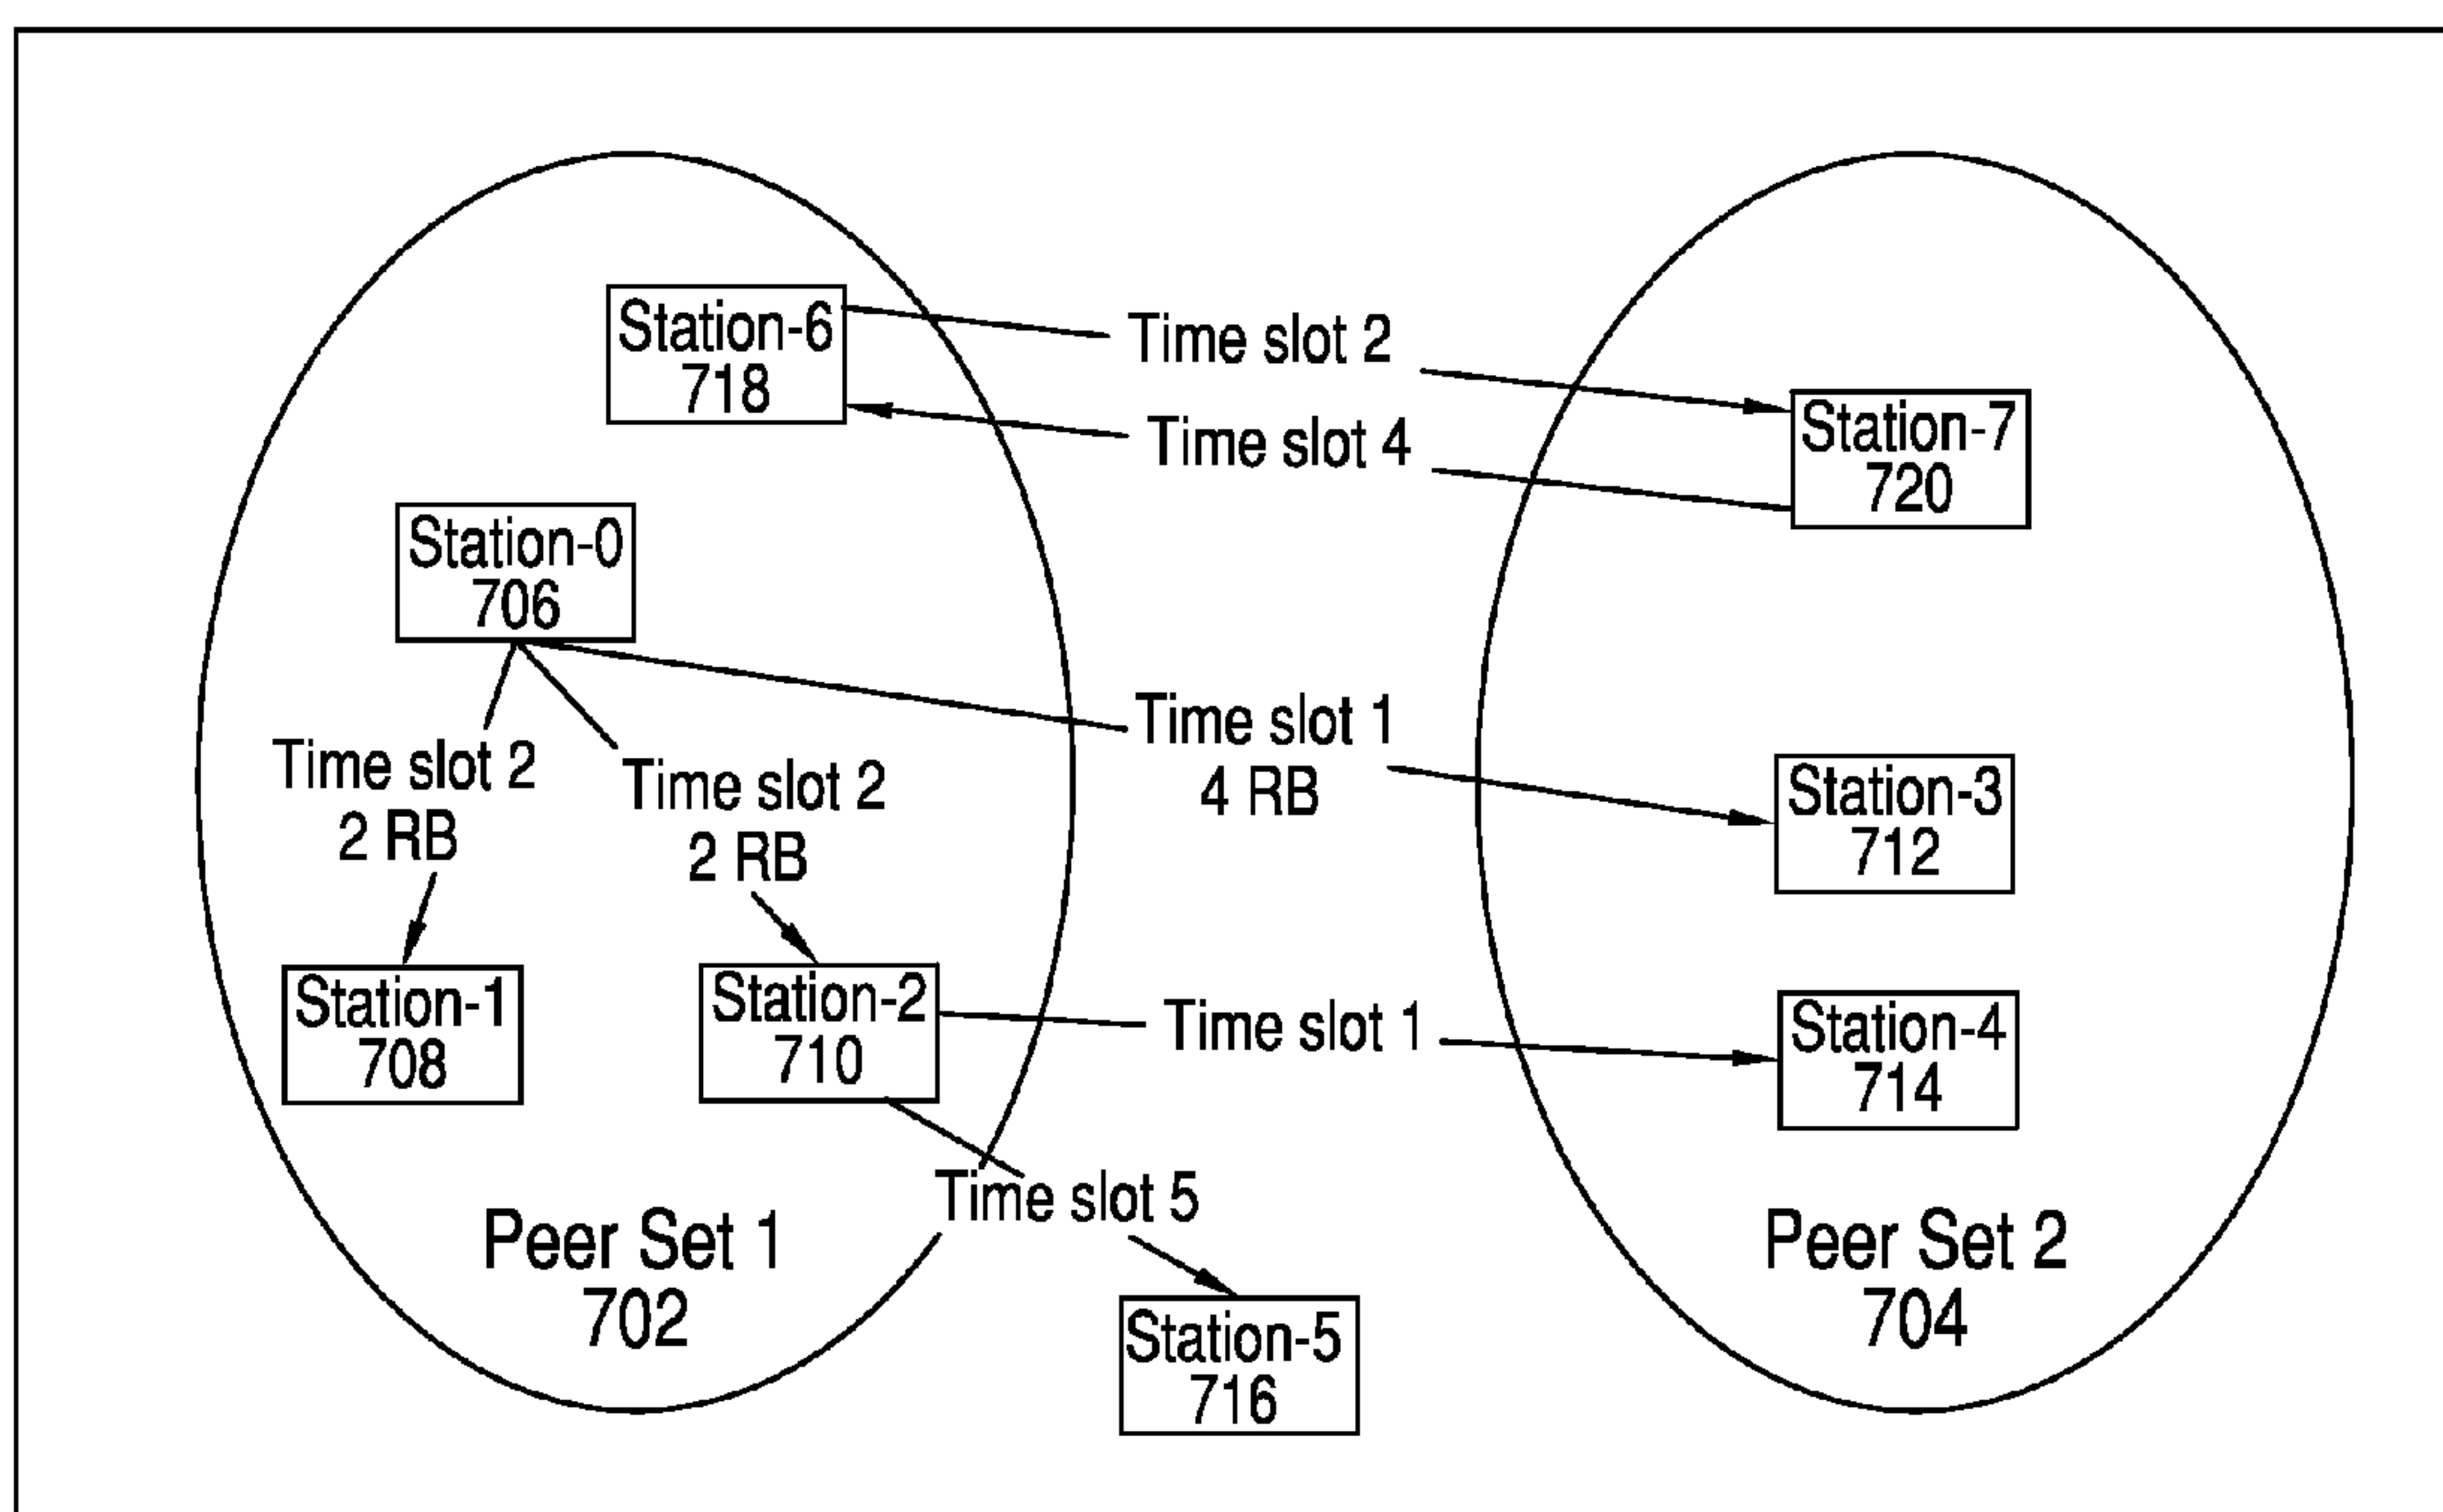 Station-6
718
Time slot 2
Time slot 4
Station-7
720
Station-0
706
Time slot 1
4 RB
Time slot 2
2 RB
Time slot 2
2 RB
Station-3
712
Station-1
708
Station-2
710
Time slot 1
Station-4
714
Time slot 5
Peer Set 1
702
Peer Set 2
704
Station-5
716